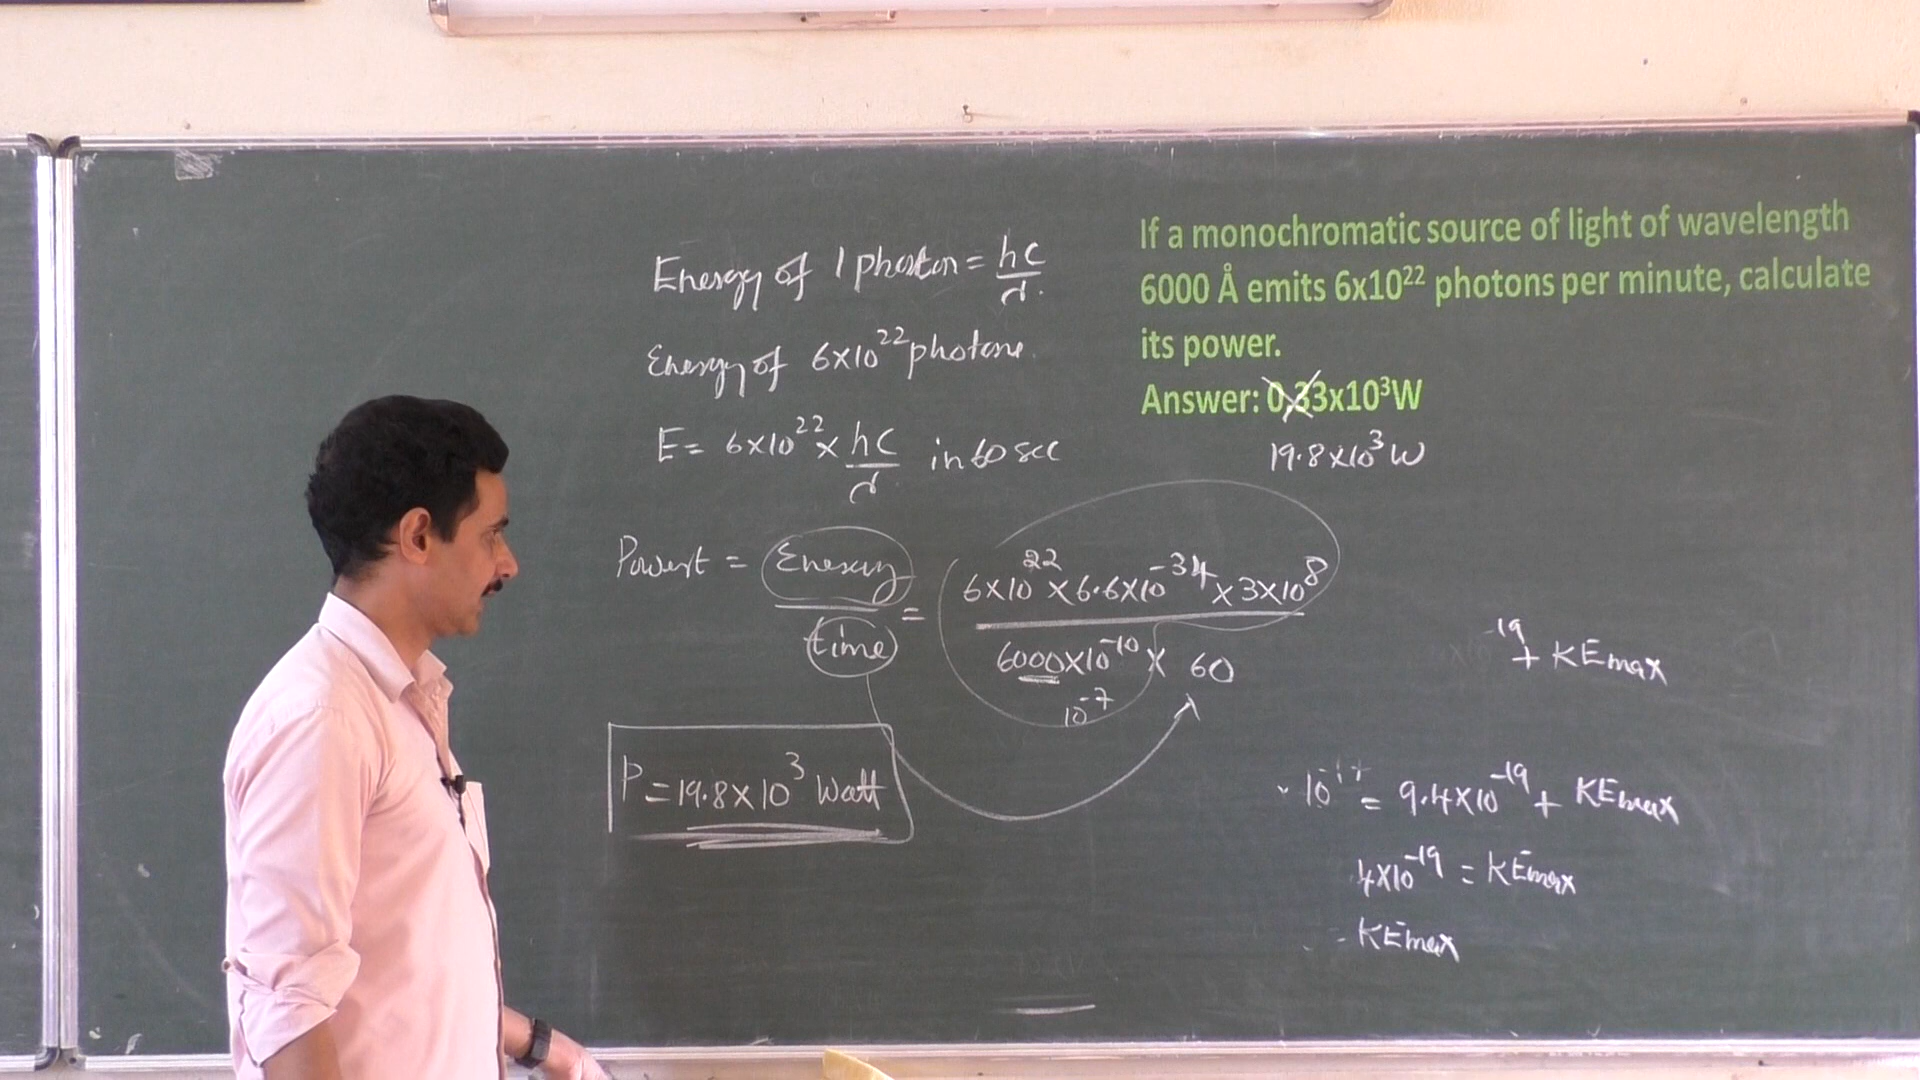 Energy of 1 photon = hc/λ.
Energy of 6x10²² photons.
E = 6x10²² x hc/λ in 60 sec
Power = Energy/time = 6x10²² x 6.6x10⁻³⁴ x 3x10⁸ / 6000x10⁻¹⁰ x 60
10⁻⁷
P = 19.8x10³ Watt
If a monochromatic source of light of wavelength
6000 Å emits 6x10²² photons per minute, calculate
its power.
Answer: 0.33x10³W
19.8x10³ W
⁻¹⁹ + KEmax
= 9.4x10⁻¹⁹ + KEmax
4x10⁻¹⁹ = KEmax
= KEmax